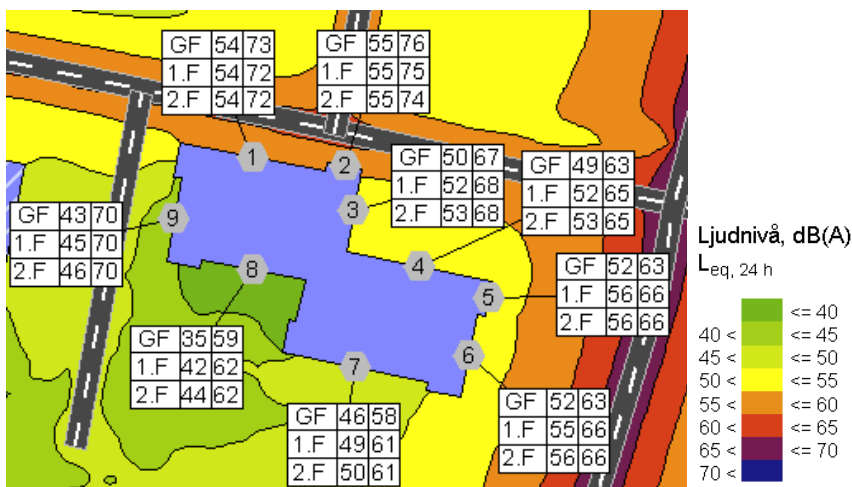 GF 54 73
1.F 54 72
2.F 54 72
GF 55 76
1.F 55 75
2.F 55 74
1
2
GF 50 67
1.F 52 68
2.F 53 68
GF 49 63
1.F 52 65
2.F 53 65
3
9
GF 43 70
1.F 45 70
2.F 46 70
8
4
5
GF 52 63
1.F 56 66
2.F 56 66
GF 35 59
1.F 42 62
2.F 44 62
7
6
GF 46 58
1.F 49 61
2.F 50 61
GF 52 63
1.F 55 66
2.F 56 66
Ljudnivå, dB(A)
Leq, 24 h
<= 40
40 < <= 45
45 < <= 50
50 < <= 55
55 < <= 60
60 < <= 65
65 < <= 70
70 <